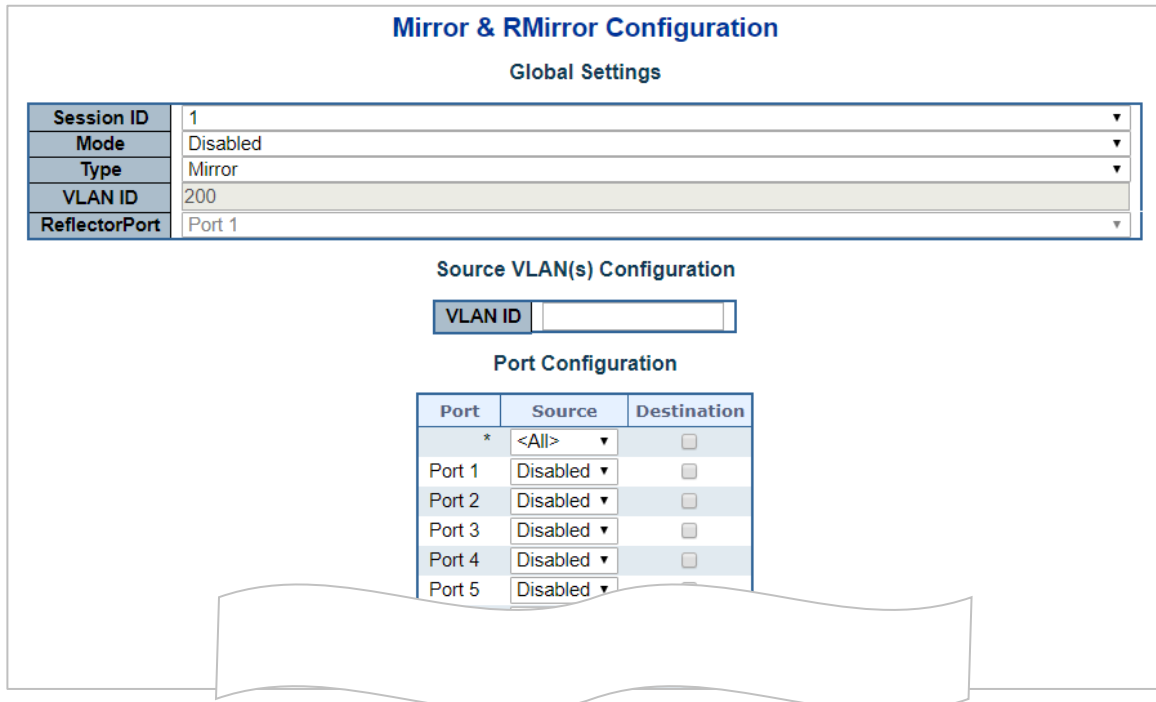 Mirror & RMirror Configuration
Global Settings
Session ID 1
Mode Disabled
Type Mirror
VLAN ID 200
ReflectorPort Port 1
Source VLAN(s) Configuration
VLAN ID
Port Configuration
Port Source Destination
* <All>
Port 1 Disabled
Port 2 Disabled
Port 3 Disabled
Port 4 Disabled
Port 5 Disabled